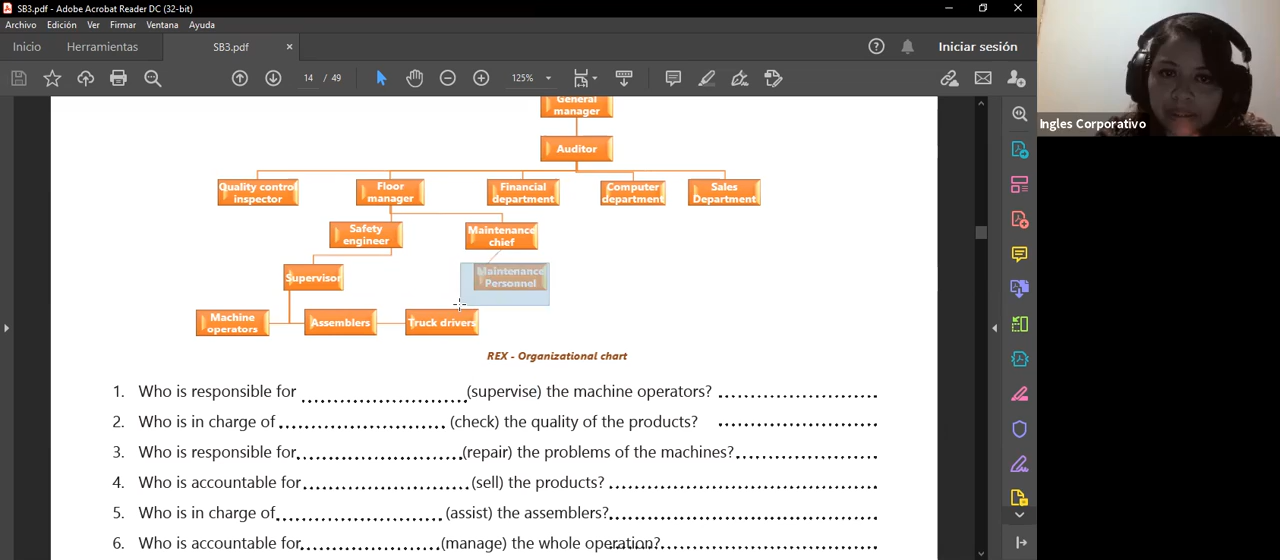 SB3.pdf - Adobe Acrobat Reader DC (32-bit)
Archivo Edición Ver Firmar Ventana Ayuda
Inicio Herramientas SB3.pdf × Iniciar sesión
14 / 49 125%
Ingles Corporativo
General
manager
Auditor
Quality control
inspector
Floor
manager
Financial
department
Computer
department
Sales
Department
Safety
engineer
Maintenance
chief
Supervisor
Maintenance
Personnel
Machine
operators
Assemblers
Truck drivers
REX - Organizational chart
1. Who is responsible for ................................ (supervise) the machine operators? ................................
2. Who is in charge of ................................ (check) the quality of the products? ................................
3. Who is responsible for ................................ (repair) the problems of the machines? ................................
4. Who is accountable for ................................ (sell) the products? ................................
5. Who is in charge of ................................ (assist) the assemblers? ................................
6. Who is accountable for ................................ (manage) the whole operation? ................................